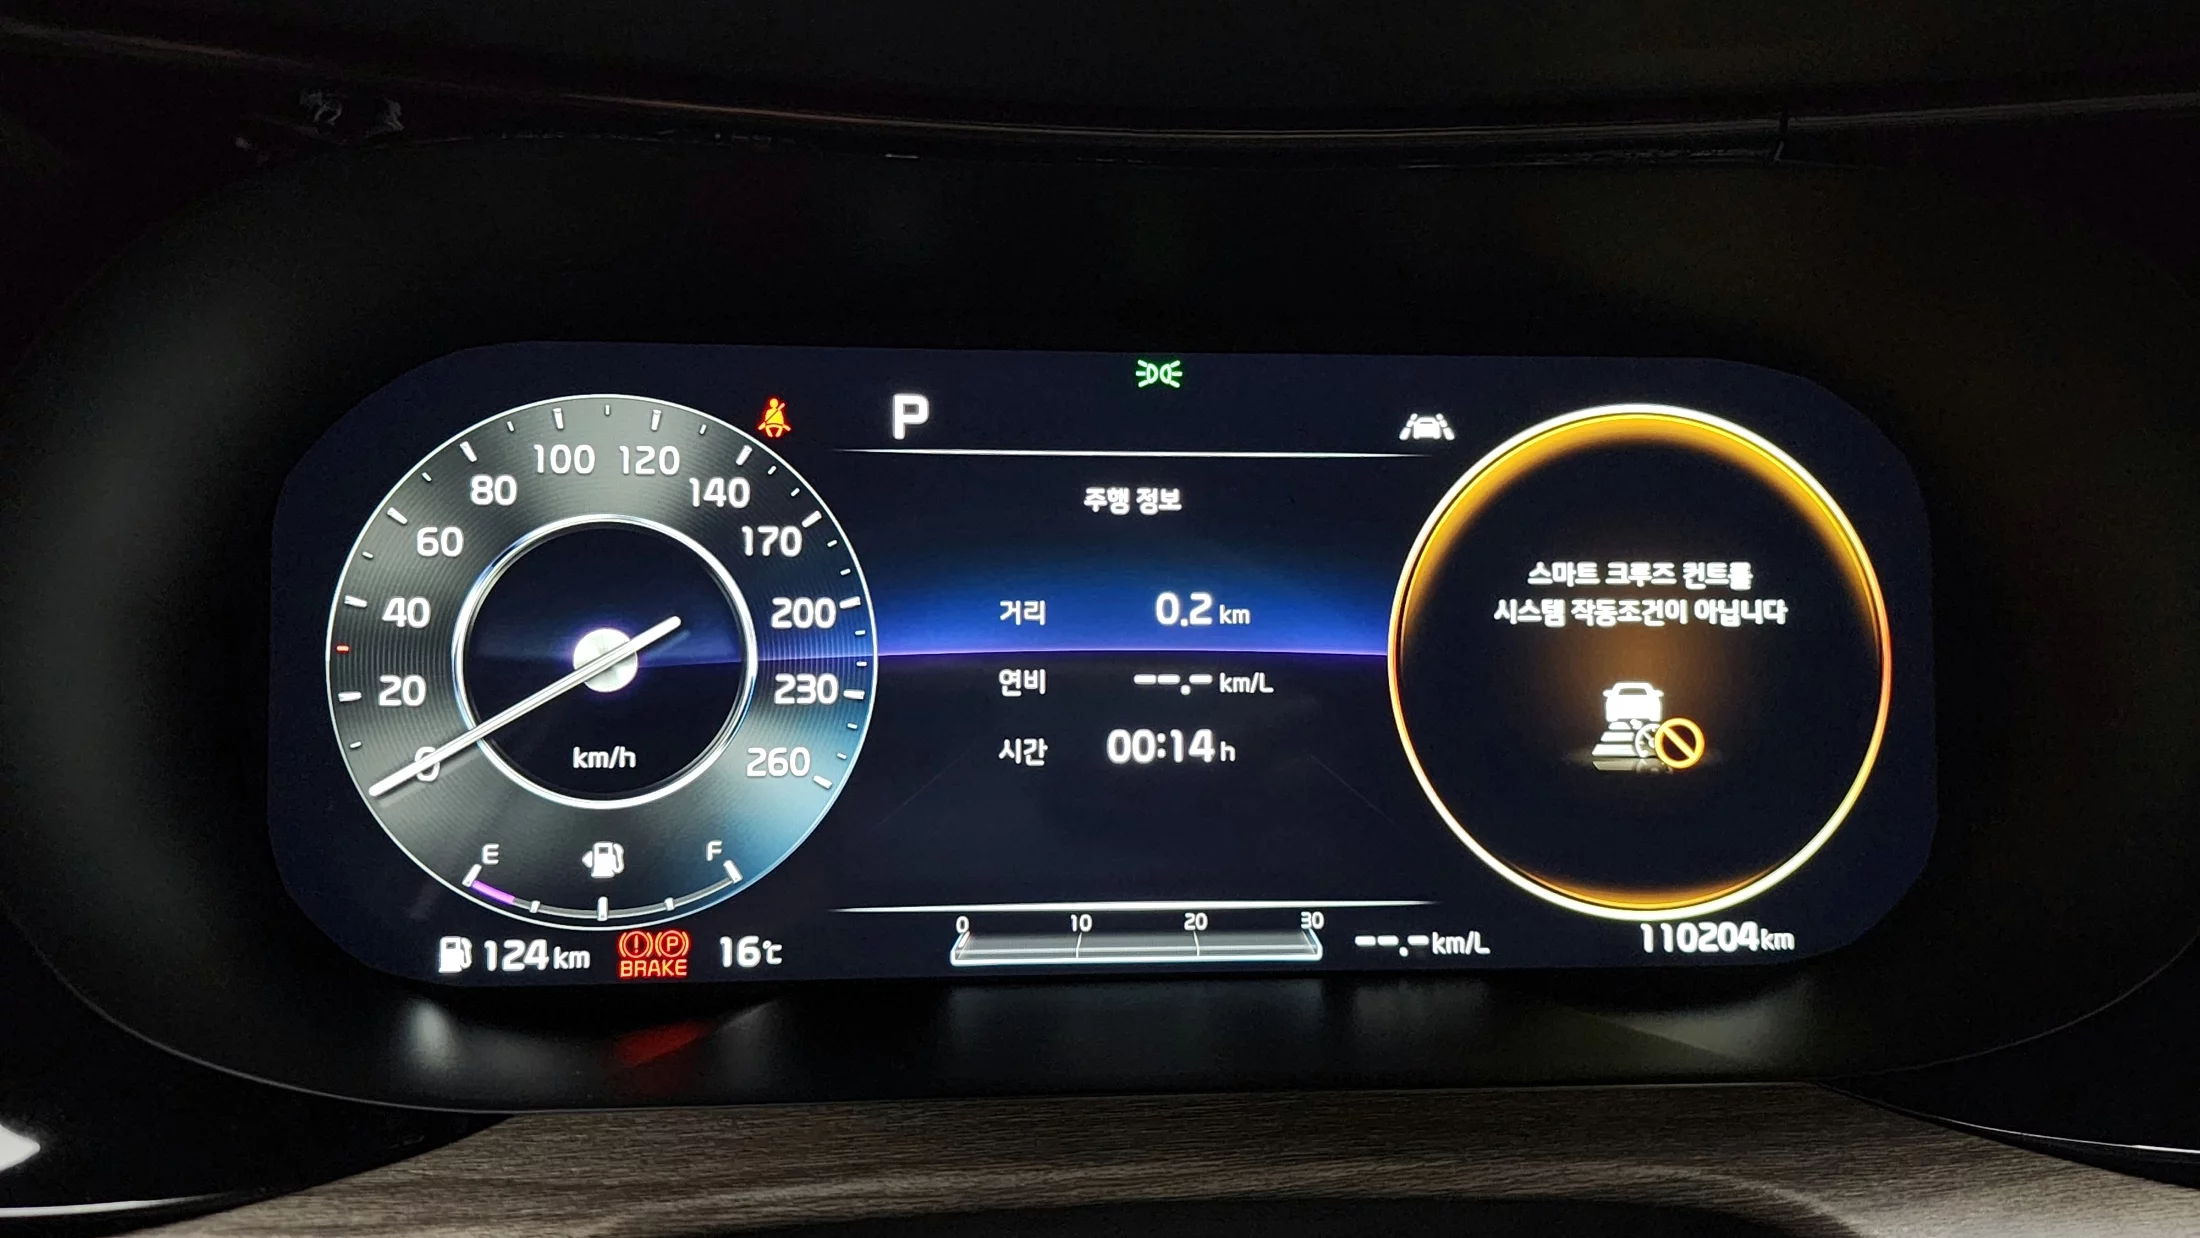 P
주행 정보
거리 0.2 km
연비 --.- km/L
시간 00:14 h
0 20 40 60 80 100 120 140 170 200 230 260
km/h
E F
124 km
BRAKE
16℃
0 10 20 30
--.- km/L
스마트 크루즈 컨트롤
시스템 작동조건이 아닙니다
110204 km